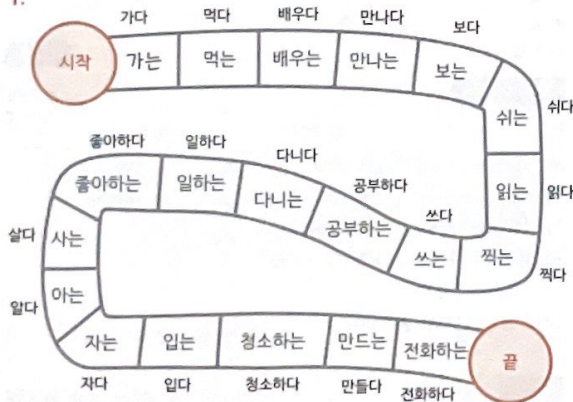 1.
가다 먹다 배우다 만나다 보다
시작 가는 먹는 배우는 만나는 보는
쉬는 쉬다
읽는 읽다
찍는 찍다
쓰는 쓰다
공부하는 공부하다
다니는 다니다
일하는 일하다
좋아하는 좋아하다
사는 살다
아는 알다
자는 입는 청소하는 만드는 전화하는 끝
자다 입다 청소하다 만들다 전화하다